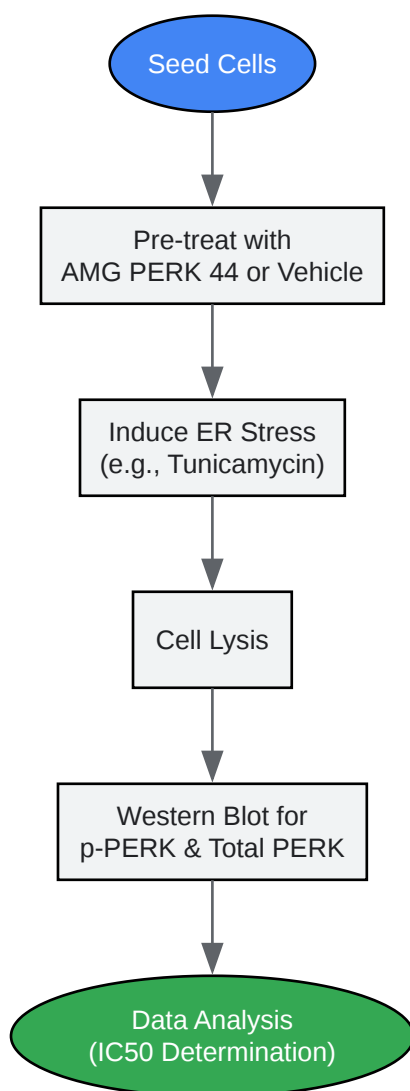 Seed Cells
Pre-treat with
AMG PERK 44 or Vehicle
Induce ER Stress
(e.g., Tunicamycin)
Cell Lysis
Western Blot for
p-PERK & Total PERK
Data Analysis
(IC50 Determination)